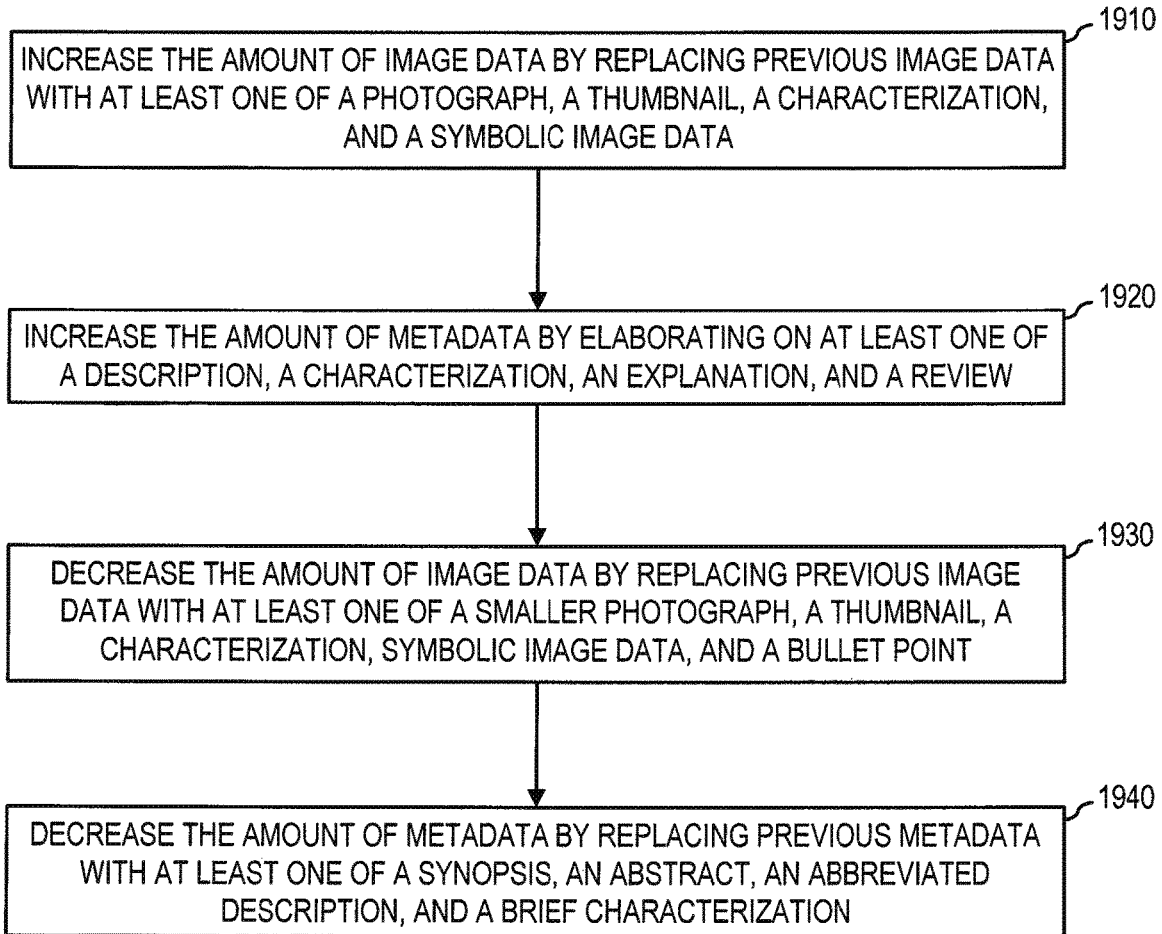 1910
INCREASE THE AMOUNT OF IMAGE DATA BY REPLACING PREVIOUS IMAGE DATA
WITH AT LEAST ONE OF A PHOTOGRAPH, A THUMBNAIL, A CHARACTERIZATION,
AND A SYMBOLIC IMAGE DATA
1920
INCREASE THE AMOUNT OF METADATA BY ELABORATING ON AT LEAST ONE OF
A DESCRIPTION, A CHARACTERIZATION, AN EXPLANATION, AND A REVIEW
1930
DECREASE THE AMOUNT OF IMAGE DATA BY REPLACING PREVIOUS IMAGE
DATA WITH AT LEAST ONE OF A SMALLER PHOTOGRAPH, A THUMBNAIL, A
CHARACTERIZATION, SYMBOLIC IMAGE DATA, AND A BULLET POINT
1940
DECREASE THE AMOUNT OF METADATA BY REPLACING PREVIOUS METADATA
WITH AT LEAST ONE OF A SYNOPSIS, AN ABSTRACT, AN ABBREVIATED
DESCRIPTION, AND A BRIEF CHARACTERIZATION